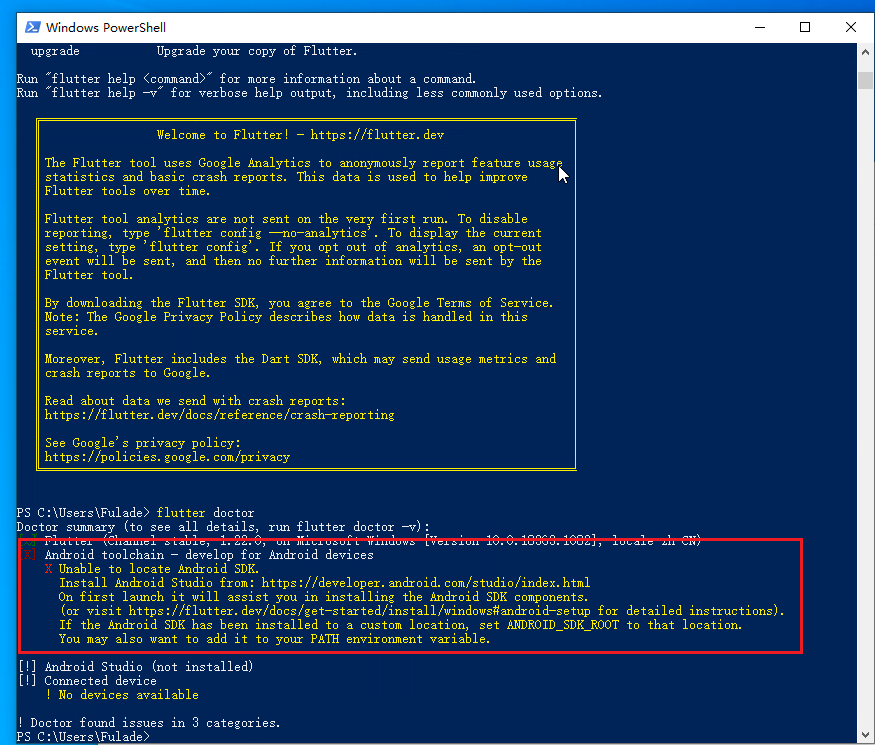 Windows PowerShell
upgrade Upgrade your copy of Flutter.
Run "flutter help <command>" for more information about a command.
Run "flutter help -v" for verbose help output, including less commonly used options.
Welcome to Flutter! - https://flutter.dev
The Flutter tool uses Google Analytics to anonymously report feature usage
statistics and basic crash reports. This data is used to help improve
Flutter tools over time.
Flutter tool analytics are not sent on the very first run. To disable
reporting, type 'flutter config --no-analytics'. To display the current
setting, type 'flutter config'. If you opt out of analytics, an opt-out
event will be sent, and then no further information will be sent by the
Flutter tool.
By downloading the Flutter SDK, you agree to the Google Terms of Service.
Note: The Google Privacy Policy describes how data is handled in this
service.
Moreover, Flutter includes the Dart SDK, which may send usage metrics and
crash reports to Google.
Read about data we send with crash reports:
https://flutter.dev/docs/reference/crash-reporting
See Google's privacy policy:
https://policies.google.com/privacy
PS C:\Users\Fulade> flutter doctor
Doctor summary (to see all details, run flutter doctor -v):
Flutter (Channel stable, 1.22.0, on Microsoft Windows [Version 10.0.18363.1082], locale zh-CN)
[X] Android toolchain - develop for Android devices
X Unable to locate Android SDK.
Install Android Studio from: https://developer.android.com/studio/index.html
On first launch it will assist you in installing the Android SDK components.
(or visit https://flutter.dev/docs/get-started/install/windows#android-setup for detailed instructions).
If the Android SDK has been installed to a custom location, set ANDROID_SDK_ROOT to that location.
You may also want to add it to your PATH environment variable.
[!] Android Studio (not installed)
[!] Connected device
! No devices available
! Doctor found issues in 3 categories.
PS C:\Users\Fulade>